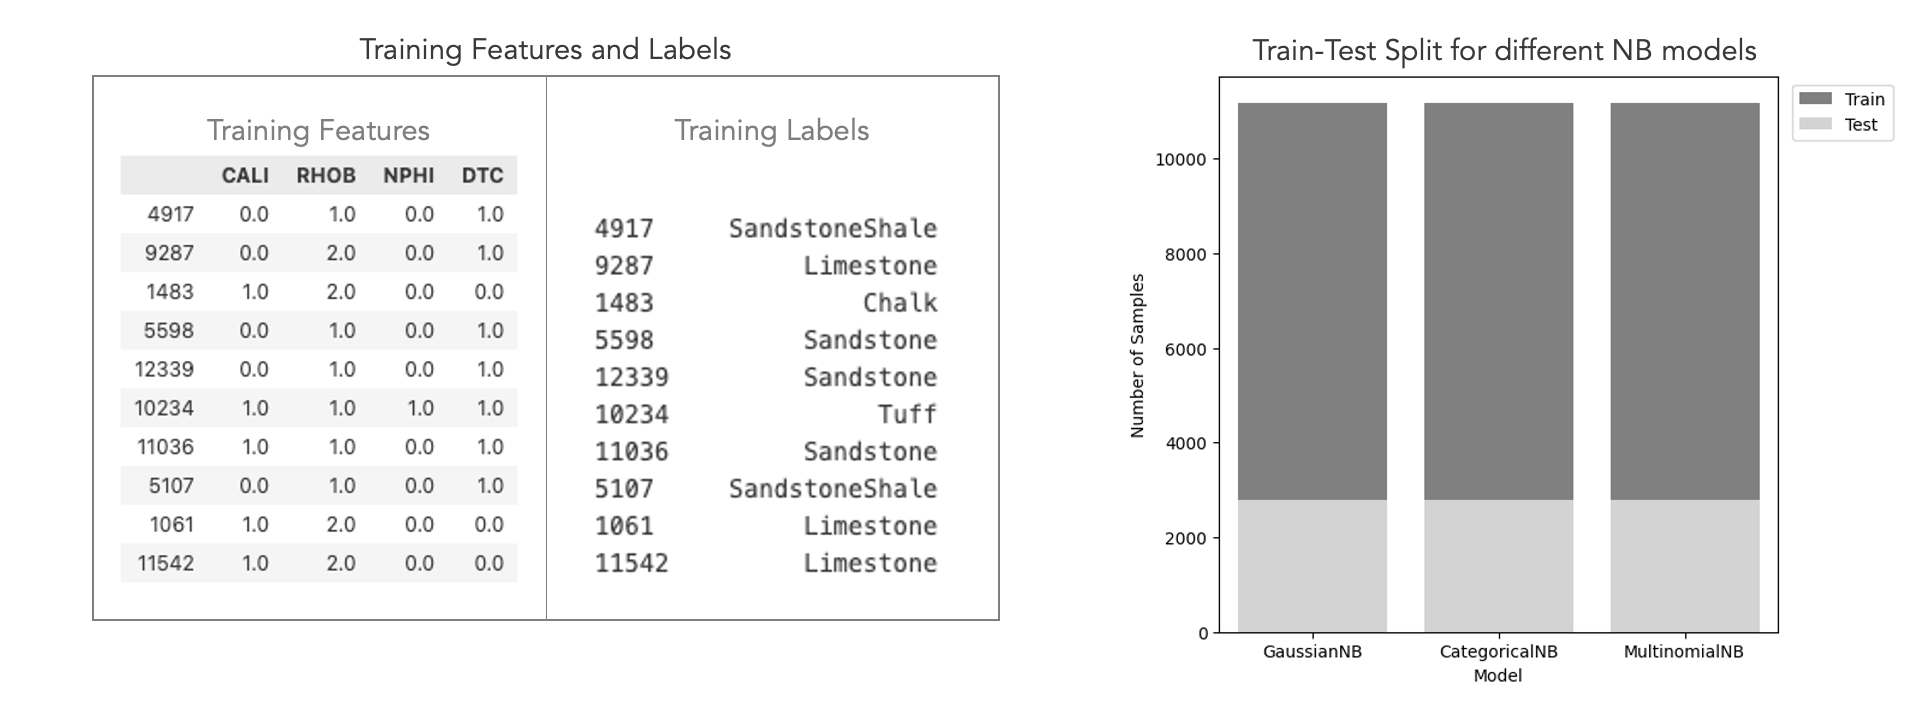 Training Features and Labels
Training Features
CALI RHOB NPHI DTC
4917 0.0 1.0 0.0 1.0
9287 0.0 2.0 0.0 1.0
1483 1.0 2.0 0.0 0.0
5598 0.0 1.0 0.0 1.0
12339 0.0 1.0 0.0 1.0
10234 1.0 1.0 1.0 1.0
11036 1.0 1.0 0.0 1.0
5107 0.0 1.0 0.0 1.0
1061 1.0 2.0 0.0 0.0
11542 1.0 2.0 0.0 0.0
Training Labels
4917 SandstoneShale
9287 Limestone
1483 Chalk
5598 Sandstone
12339 Sandstone
10234 Tuff
11036 Sandstone
5107 SandstoneShale
1061 Limestone
11542 Limestone
Train-Test Split for different NB models
Train
Test
Number of Samples
10000
8000
6000
4000
2000
0
GaussianNB CategoricalNB MultinomialNB
Model